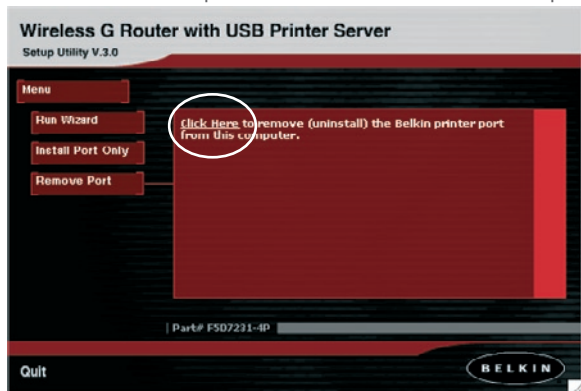 Wireless G Router with USB Printer Server
Setup Utility V.3.0
Menu
Run Wizard
Install Port Only
Remove Port
Click Here to remove (uninstall) the Belkin printer port
from this computer.
Part# F5D7231-4P
Quit
BELKIN